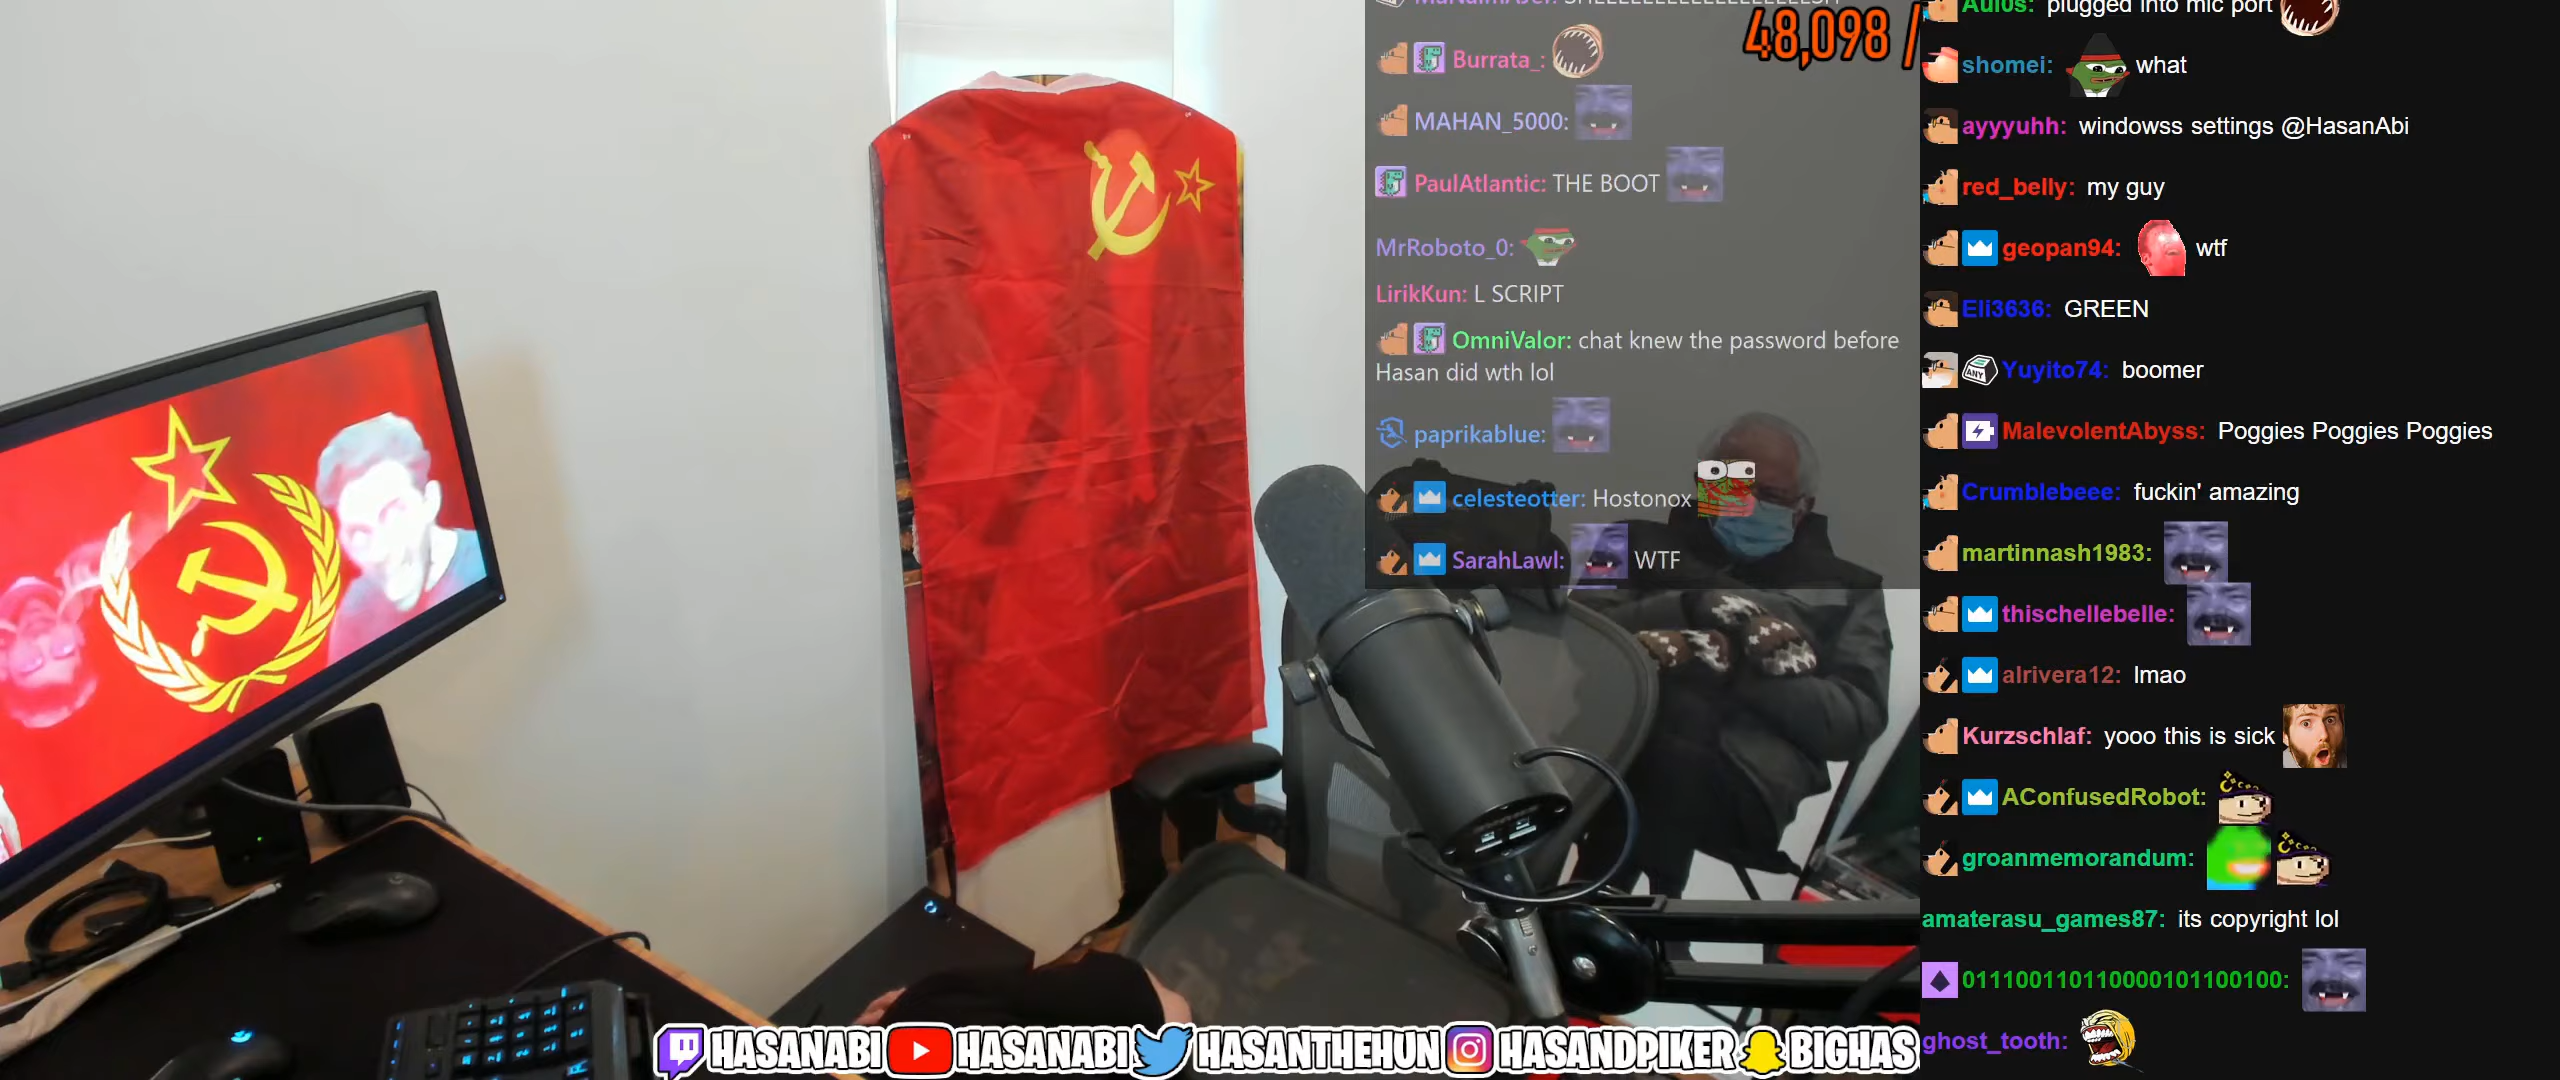 48,098 /
Burrata_:
MAHAN_5000:
PaulAtlantic: THE BOOT
MrRoboto_0:
LirikKun: L SCRIPT
OmniValor: chat knew the password before
Hasan did wth lol
paprikablue:
celesteotter: Hostonox
SarahLawl: WTF
HASANABI HASANABI HASANTHEHUN HASANDPIKER BIGHAS
Aul0s: plugged into mic port
shomei: what
ayyyuhh: windowss settings @HasanAbi
red_belly: my guy
geopan94: wtf
Eli3636: GREEN
ANY
Yuyito74: boomer
MalevolentAbyss: Poggies Poggies Poggies
Crumblebeee: fuckin' amazing
martinnash1983:
thischellebelle:
alrivera12: lmao
Kurzschlaf: yooo this is sick
AConfusedRobot:
groanmemorandum:
amaterasu_games87: its copyright lol
011100110110000101100100:
ghost_tooth: